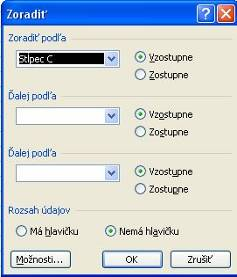 Zoradiť
Zoradiť podľa
Stĺpec C
Vzostupne
Zostupne
Ďalej podľa
Vzostupne
Zostupne
Ďalej podľa
Vzostupne
Zostupne
Rozsah údajov
Má hlavičku
Nemá hlavičku
Možnosti...
OK
Zrušiť